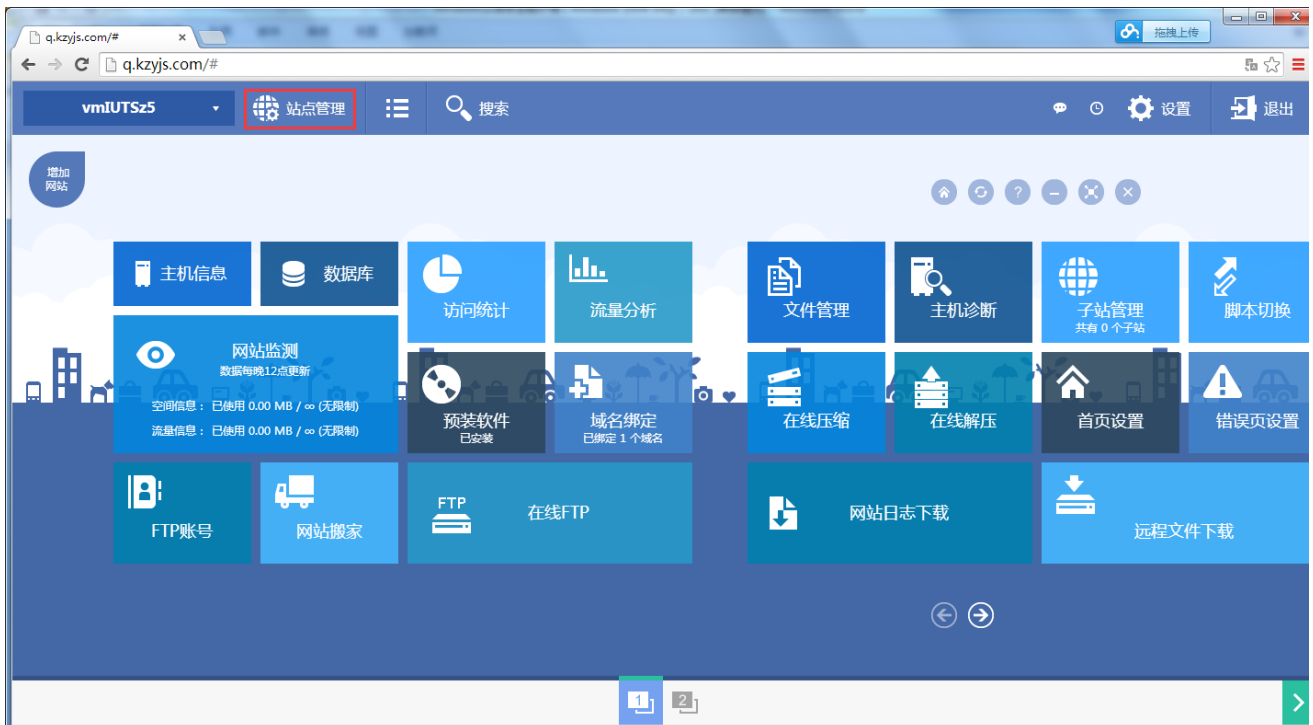 q.kzyjs.com/#
拖拽上传
q.kzyjs.com/#
vmIUTSz5
站点管理
搜索
设置
退出
增加
网站
主机信息
数据库
访问统计
流量分析
文件管理
主机诊断
子站管理
共有 0 个子站
脚本切换
网站监测
数据每晚12点更新
空间信息： 已使用 0.00 MB / ∞ (无限制)
流量信息： 已使用 0.00 MB / ∞ (无限制)
预装软件
已安装
域名绑定
已绑定 1 个域名
在线压缩
在线解压
首页设置
错误页设置
FTP账号
网站搬家
FTP
在线FTP
网站日志下载
远程文件下载
1
2